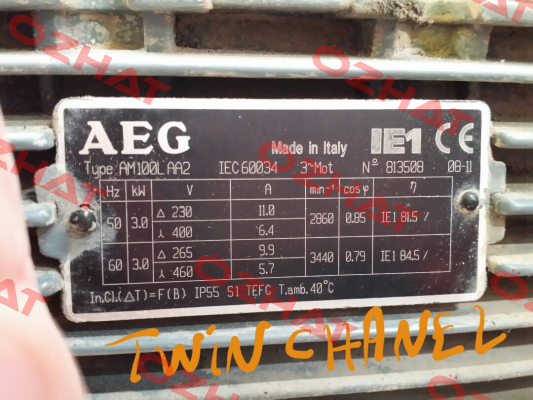 AEG Made in Italy IE1 CE
Type AM100L AA2 IEC 60034 3~Mot Nº 813508 08-11
Hz kW V A min⁻¹ cos φ η
50 3.0 Δ 230 11.0 2860 0.85 IE1 81.5 /
⅄ 400 6.4
60 3.0 Δ 265 9.9 3440 0.79 IE1 84.5 /
⅄ 460 5.7
In.Cl.(ΔT)=F(B) IP55 S1 TEFC T.amb.40°C
TWIN CHANEL
OZHAT